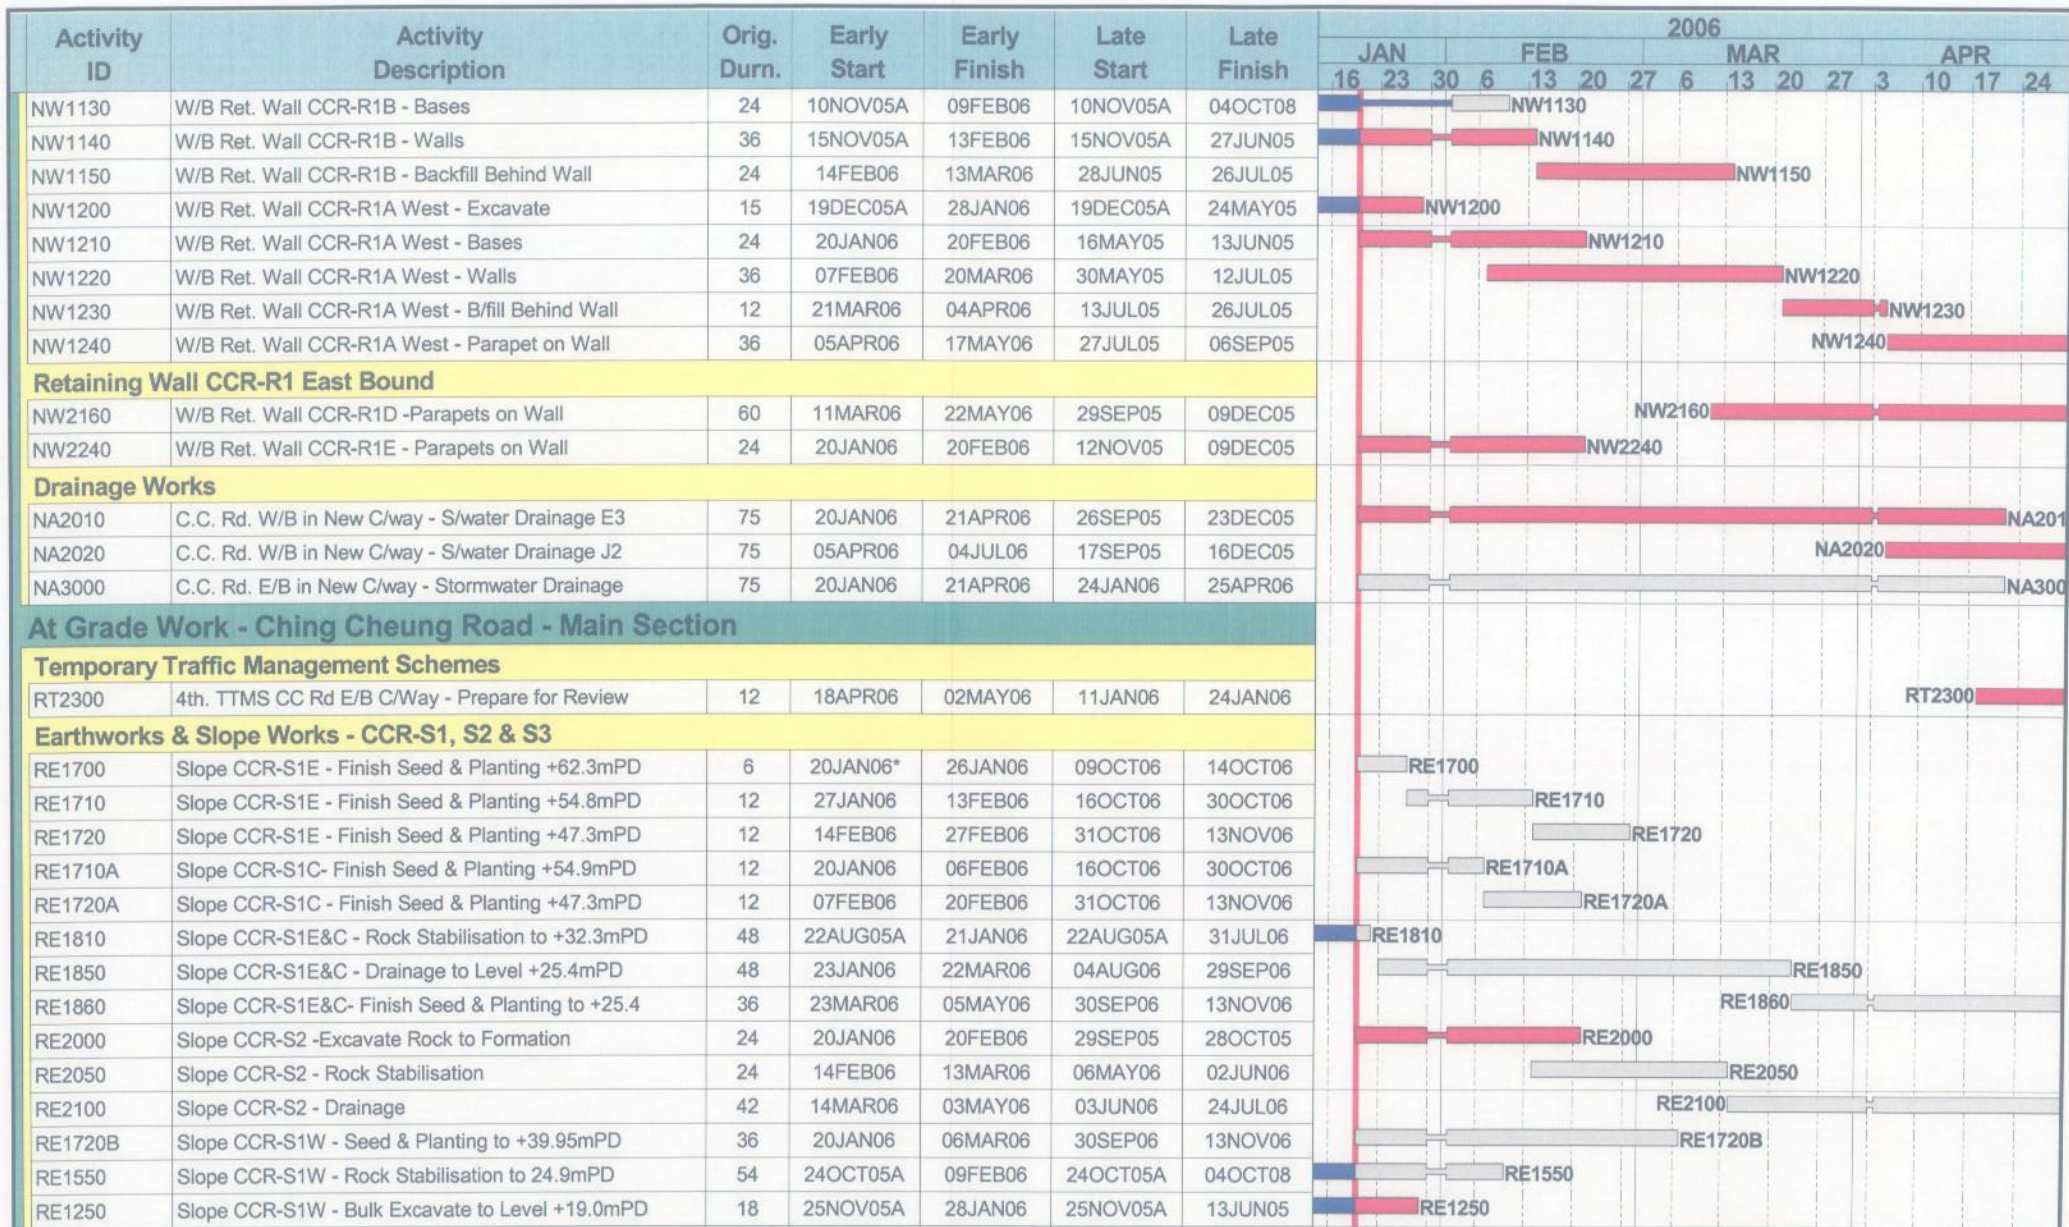 Activity ID Activity Description Orig. Durn. Early Start Early Finish Late Start Late Finish 2006
JAN FEB MAR APR
16 23 30 6 13 20 27 6 13 20 27 3 10 17 24
NW1130 W/B Ret. Wall CCR-R1B - Bases 24 10NOV05A 09FEB06 10NOV05A 04OCT08 NW1130
NW1140 W/B Ret. Wall CCR-R1B - Walls 36 15NOV05A 13FEB06 15NOV05A 27JUN05 NW1140
NW1150 W/B Ret. Wall CCR-R1B - Backfill Behind Wall 24 14FEB06 13MAR06 28JUN05 26JUL05 NW1150
NW1200 W/B Ret. Wall CCR-R1A West - Excavate 15 19DEC05A 28JAN06 19DEC05A 24MAY05 NW1200
NW1210 W/B Ret. Wall CCR-R1A West - Bases 24 20JAN06 20FEB06 16MAY05 13JUN05 NW1210
NW1220 W/B Ret. Wall CCR-R1A West - Walls 36 07FEB06 20MAR06 30MAY05 12JUL05 NW1220
NW1230 W/B Ret. Wall CCR-R1A West - B/fill Behind Wall 12 21MAR06 04APR06 13JUL05 26JUL05 NW1230
NW1240 W/B Ret. Wall CCR-R1A West - Parapet on Wall 36 05APR06 17MAY06 27JUL05 06SEP05 NW1240
Retaining Wall CCR-R1 East Bound
NW2160 W/B Ret. Wall CCR-R1D -Parapets on Wall 60 11MAR06 22MAY06 29SEP05 09DEC05 NW2160
NW2240 W/B Ret. Wall CCR-R1E - Parapets on Wall 24 20JAN06 20FEB06 12NOV05 09DEC05 NW2240
Drainage Works
NA2010 C.C. Rd. W/B in New C/way - S/water Drainage E3 75 20JAN06 21APR06 26SEP05 23DEC05 NA201
NA2020 C.C. Rd. W/B in New C/way - S/water Drainage J2 75 05APR06 04JUL06 17SEP05 16DEC05 NA2020
NA3000 C.C. Rd. E/B in New C/way - Stormwater Drainage 75 20JAN06 21APR06 24JAN06 25APR06 NA300
At Grade Work - Ching Cheung Road - Main Section
Temporary Traffic Management Schemes
RT2300 4th. TTMS CC Rd E/B C/Way - Prepare for Review 12 18APR06 02MAY06 11JAN06 24JAN06 RT2300
Earthworks & Slope Works - CCR-S1, S2 & S3
RE1700 Slope CCR-S1E - Finish Seed & Planting +62.3mPD 6 20JAN06* 26JAN06 09OCT06 14OCT06 RE1700
RE1710 Slope CCR-S1E - Finish Seed & Planting +54.8mPD 12 27JAN06 13FEB06 16OCT06 30OCT06 RE1710
RE1720 Slope CCR-S1E - Finish Seed & Planting +47.3mPD 12 14FEB06 27FEB06 31OCT06 13NOV06 RE1720
RE1710A Slope CCR-S1C- Finish Seed & Planting +54.9mPD 12 20JAN06 06FEB06 16OCT06 30OCT06 RE1710A
RE1720A Slope CCR-S1C - Finish Seed & Planting +47.3mPD 12 07FEB06 20FEB06 31OCT06 13NOV06 RE1720A
RE1810 Slope CCR-S1E&C - Rock Stabilisation to +32.3mPD 48 22AUG05A 21JAN06 22AUG05A 31JUL06 RE1810
RE1850 Slope CCR-S1E&C - Drainage to Level +25.4mPD 48 23JAN06 22MAR06 04AUG06 29SEP06 RE1850
RE1860 Slope CCR-S1E&C- Finish Seed & Planting to +25.4 36 23MAR06 05MAY06 30SEP06 13NOV06 RE1860
RE2000 Slope CCR-S2 -Excavate Rock to Formation 24 20JAN06 20FEB06 29SEP05 28OCT05 RE2000
RE2050 Slope CCR-S2 - Rock Stabilisation 24 14FEB06 13MAR06 06MAY06 02JUN06 RE2050
RE2100 Slope CCR-S2 - Drainage 42 14MAR06 03MAY06 03JUN06 24JUL06 RE2100
RE1720B Slope CCR-S1W - Seed & Planting to +39.95mPD 36 20JAN06 06MAR06 30SEP06 13NOV06 RE1720B
RE1550 Slope CCR-S1W - Rock Stabilisation to 24.9mPD 54 24OCT05A 09FEB06 24OCT05A 04OCT08 RE1550
RE1250 Slope CCR-S1W - Bulk Excavate to Level +19.0mPD 18 25NOV05A 28JAN06 25NOV05A 13JUN05 RE1250